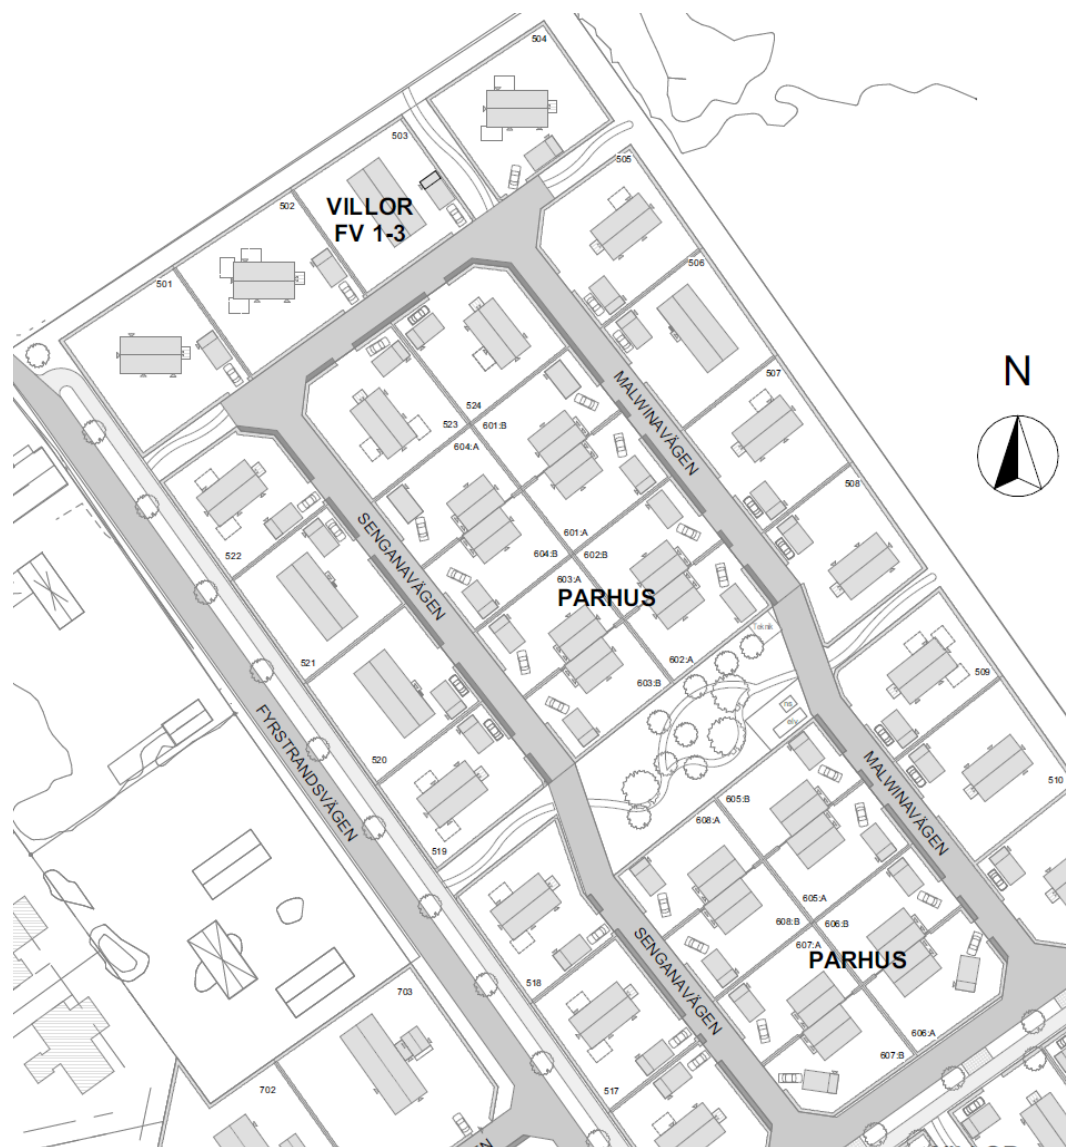 504
503
505
VILLOR
FV 1-3
502
506
501
N
507
MALWINAVÄGEN
524
523
601:B
604:A
508
SENGANAVÄGEN
601:A
604:B
602:B
522
603:A
PARHUS
Teknik
602:A
521
603:B
509
FYRSTRANDSVÄGEN
510
520
MALWINAVÄGEN
605:B
608:A
519
605:A
608:B
606:B
607:A
PARHUS
518
SENGANAVÄGEN
703
606:A
607:B
517
702